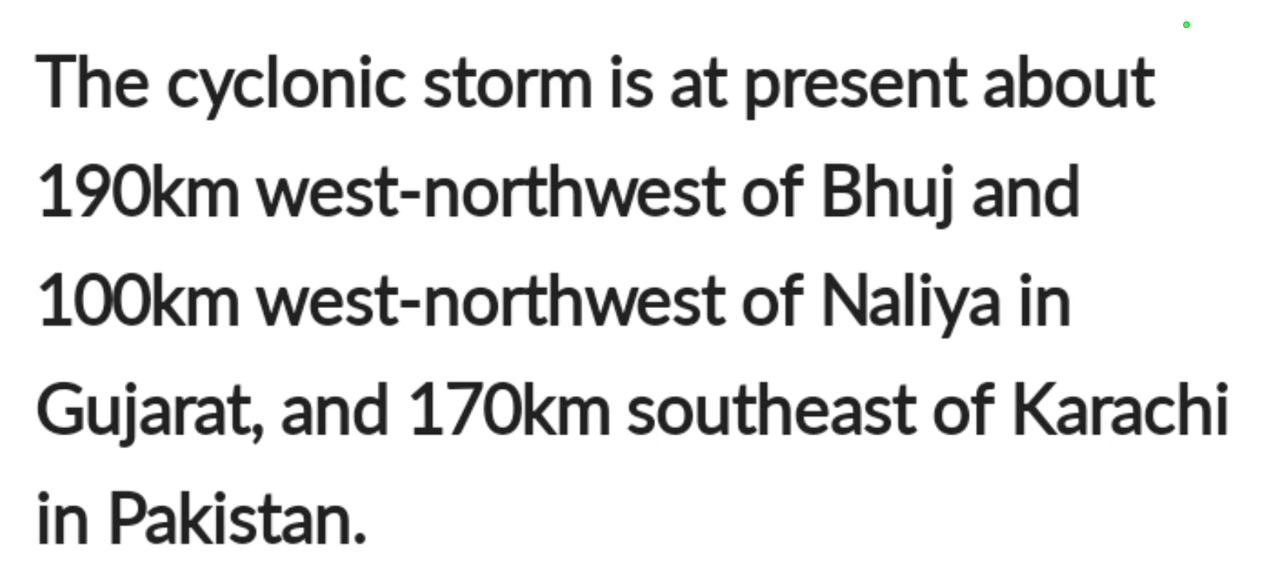 The cyclonic storm is at present about
190km west-northwest of Bhuj and
100km west-northwest of Naliya in
Gujarat, and 170km southeast of Karachi
in Pakistan.